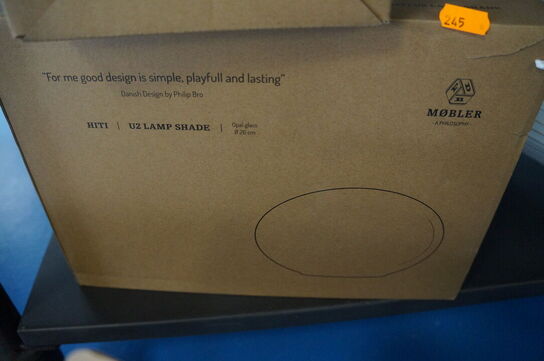 245
"For me good design is simple, playfull and lasting"
Danish Design by Philip Bro
HITI | U2 LAMP SHADE | Opal glass
Ø 26 cm
MØBLER
- A PHILOSOPHY -